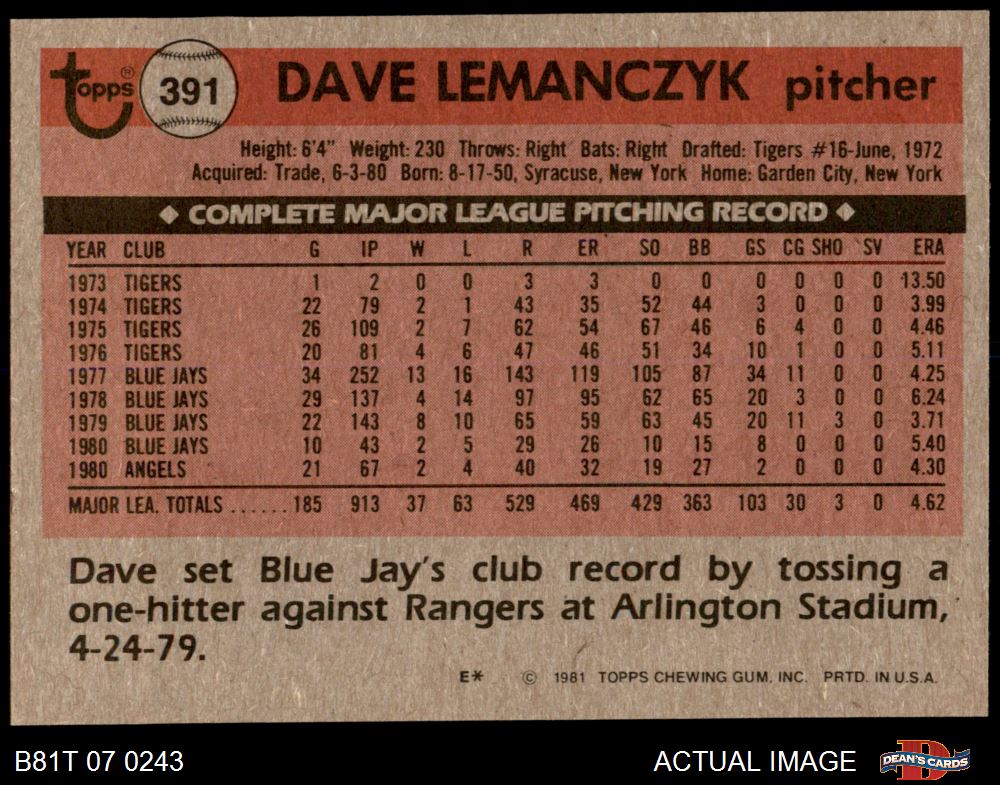 Topps® 391 DAVE LEMANCZYK pitcher
Height: 6'4" Weight: 230 Throws: Right Bats: Right Drafted: Tigers #16-June, 1972
Acquired: Trade, 6-3-80 Born: 8-17-50, Syracuse, New York Home: Garden City, New York
◆ COMPLETE MAJOR LEAGUE PITCHING RECORD ◆
YEAR CLUB G IP W L R ER SO BB GS CG SHO SV ERA
1973 TIGERS 1 2 0 0 3 3 0 0 0 0 0 0 13.50
1974 TIGERS 22 79 2 1 43 35 52 44 3 0 0 0 3.99
1975 TIGERS 26 109 2 7 62 54 67 46 6 4 0 0 4.46
1976 TIGERS 20 81 4 6 47 46 51 34 10 1 0 0 5.11
1977 BLUE JAYS 34 252 13 16 143 119 105 87 34 11 0 0 4.25
1978 BLUE JAYS 29 137 4 14 97 95 62 65 20 3 0 0 6.24
1979 BLUE JAYS 22 143 8 10 65 59 63 45 20 11 3 0 3.71
1980 BLUE JAYS 10 43 2 5 29 26 10 15 8 0 0 0 5.40
1980 ANGELS 21 67 2 4 40 32 19 27 2 0 0 0 4.30
MAJOR LEA. TOTALS ......185 913 37 63 529 469 429 363 103 30 3 0 4.62
Dave set Blue Jay's club record by tossing a
one-hitter against Rangers at Arlington Stadium,
4-24-79.
E* © 1981 TOPPS CHEWING GUM, INC. PRTD. IN U.S.A.
B81T 07 0243 ACTUAL IMAGE D DEAN'S CARDS